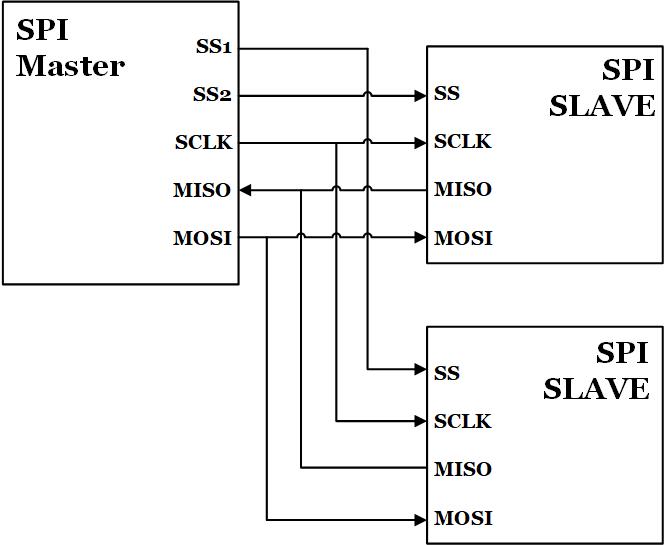 SPI
Master
SS1
SS2
SCLK
MISO
MOSI
SPI
SLAVE
SS
SCLK
MISO
MOSI
SPI
SLAVE
SS
SCLK
MISO
MOSI